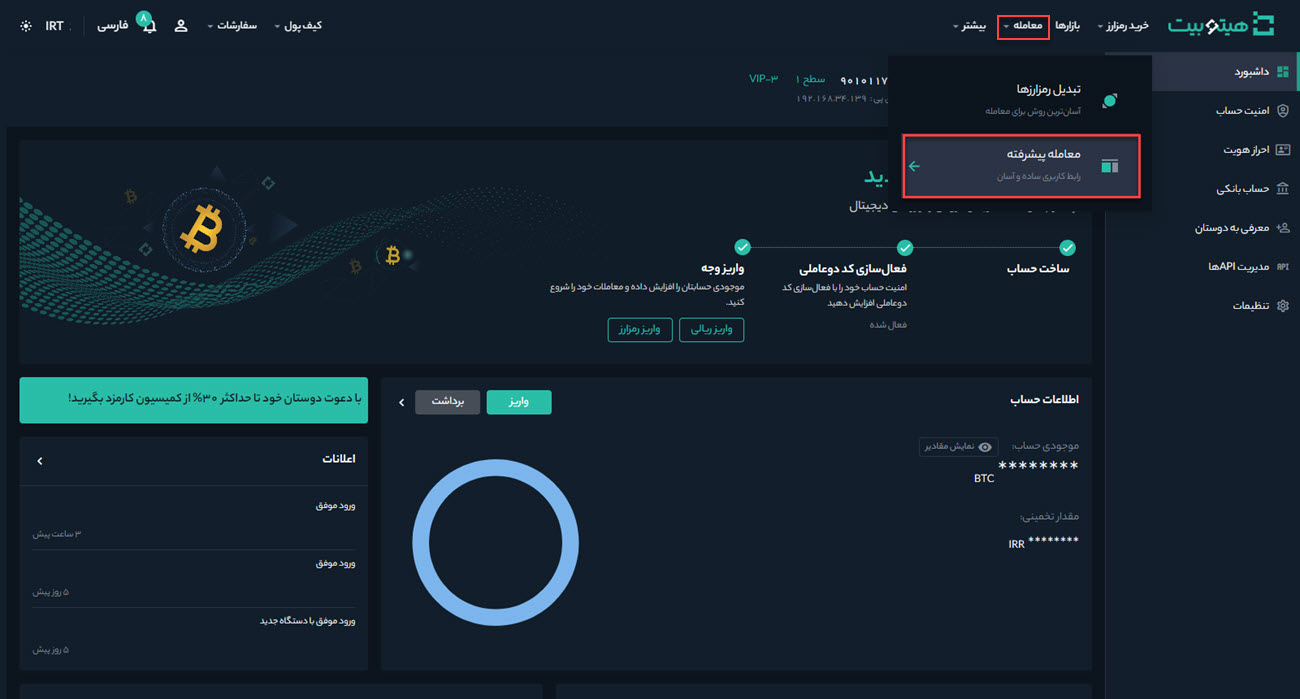 هیتوبیت
خرید رمزارز
بازارها
معامله
بیشتر
کیف پول
سفارشات
۸
فارسی
IRT
داشبورد
امنیت حساب
احراز هویت
حساب بانکی
معرفی به دوستان
API مدیریت APIها
تنظیمات
تبدیل رمزارزها
آسان‌ترین روش برای معامله
معامله پیشرفته
رابط کاربری ساده و آسان
۹۰۱۰۱۱۷
سطح ۱
VIP-۳
پی: ۱۹۲.۱۶۸.۳۴.۱۳۹
دیجیتال
ساخت حساب
فعال‌سازی کد دوعاملی
امنیت حساب خود را با فعال‌سازی کد
دوعاملی افزایش دهید
فعال شده
واریز وجه
موجودی حسابتان را افزایش داده و معاملات خود را شروع
کنید.
واریز ریالی
واریز رمزارز
اطلاعات حساب
واریز
برداشت
موجودی حساب:
نمایش مقادیر
********
BTC
مقدار تخمینی:
******** IRR
با دعوت دوستان خود تا حداکثر ۳۰% از کمیسیون کارمزد بگیرید!
اعلانات
ورود موفق
۳ ساعت پیش
ورود موفق
۵ روز پیش
ورود موفق با دستگاه جدید
۵ روز پیش